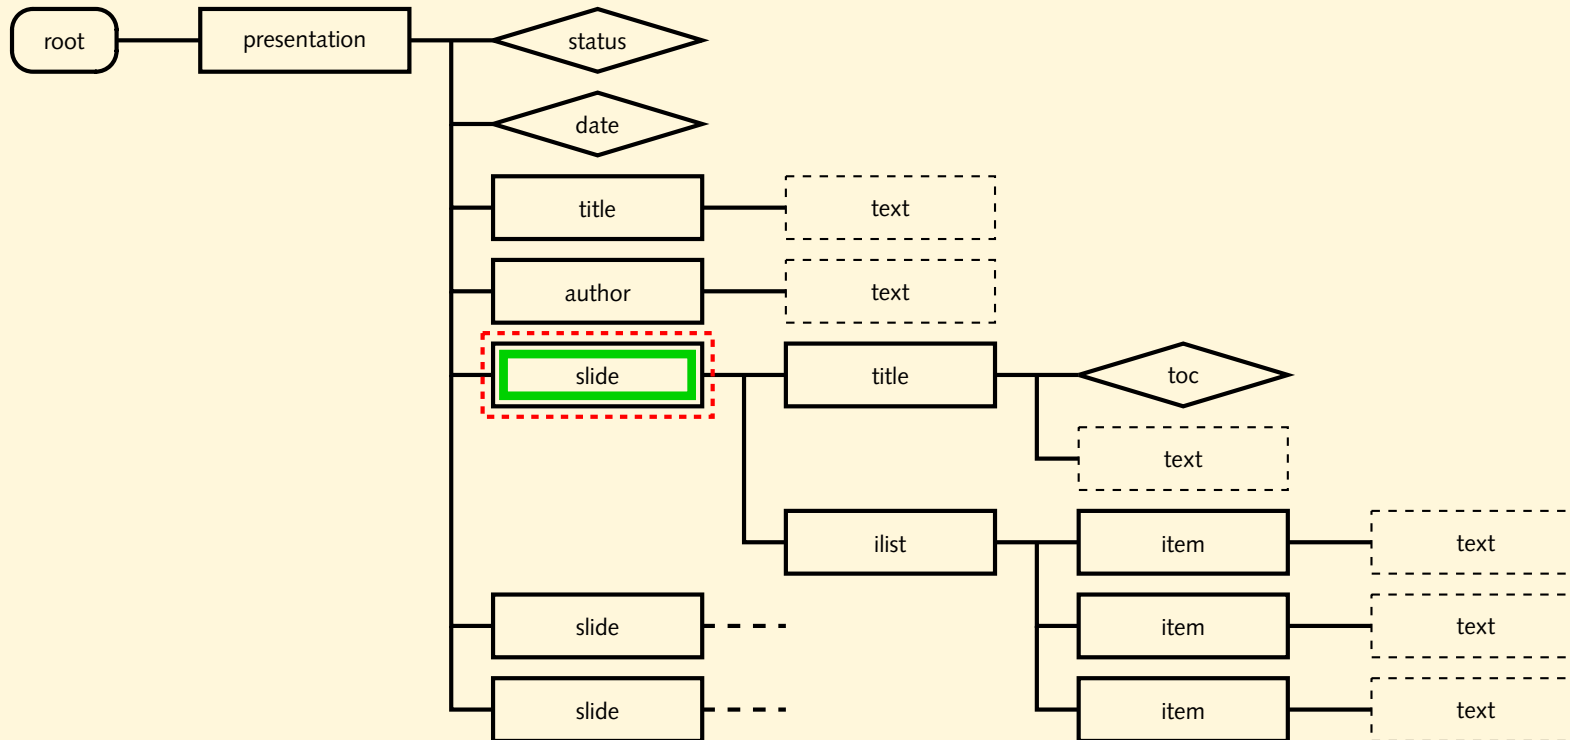 root
presentation
status
date
title
text
author
text
slide
title
toc
text
ilist
item
text
slide
item
text
slide
item
text